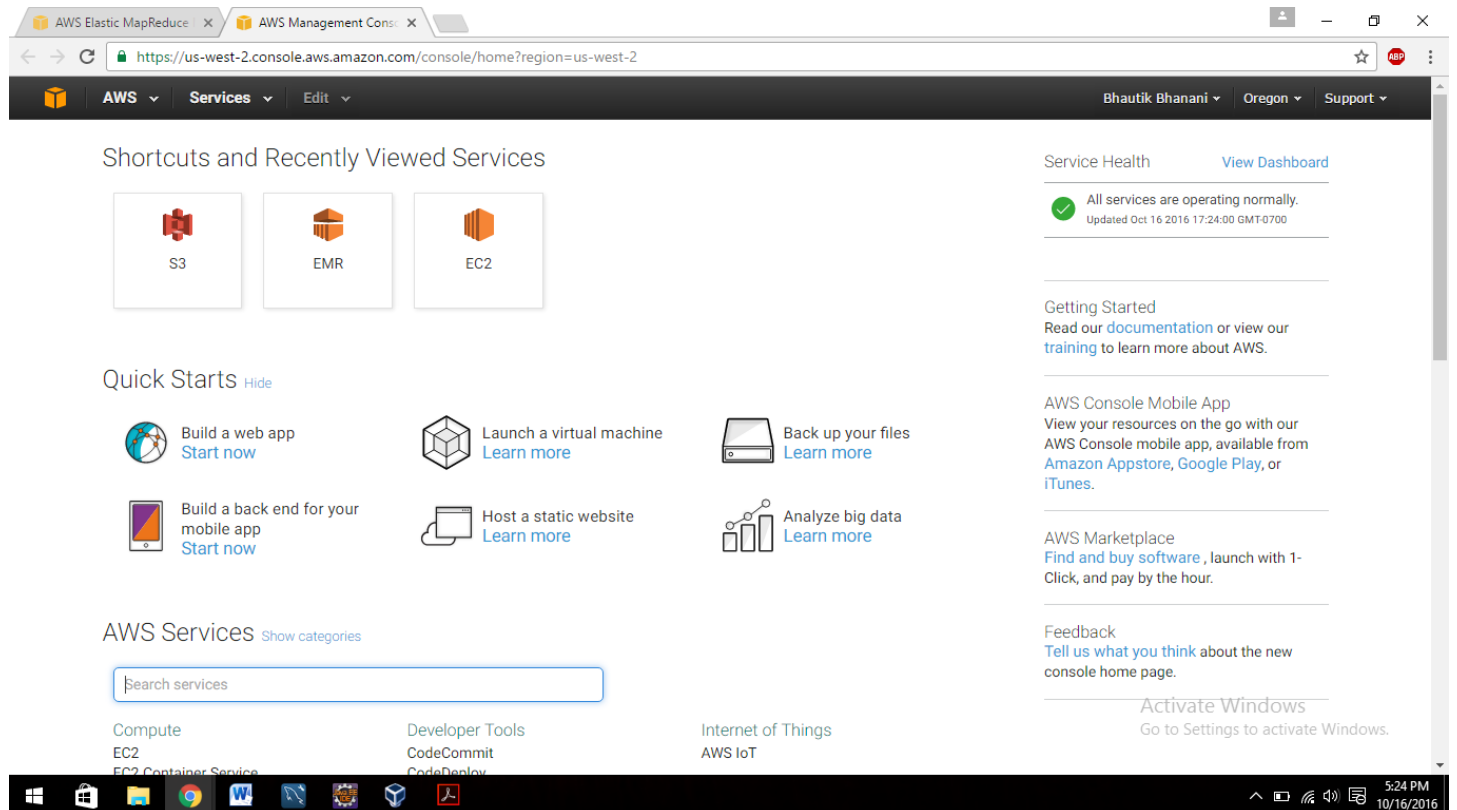 AWS Elastic MapReduce
AWS Management Cons
https://us-west-2.console.aws.amazon.com/console/home?region=us-west-2
ABP
AWS Services Edit
Bhautik Bhanani Oregon Support
Shortcuts and Recently Viewed Services
S3
EMR
EC2
Quick Starts Hide
Build a web app
Start now
Launch a virtual machine
Learn more
Back up your files
Learn more
Build a back end for your
mobile app
Start now
Host a static website
Learn more
Analyze big data
Learn more
AWS Services Show categories
Search services
Compute
EC2
EC2 Container Service
Developer Tools
CodeCommit
CodeDeploy
Internet of Things
AWS IoT
Service Health View Dashboard
All services are operating normally.
Updated Oct 16 2016 17:24:00 GMT-0700
Getting Started
Read our documentation or view our
training to learn more about AWS.
AWS Console Mobile App
View your resources on the go with our
AWS Console mobile app, available from
Amazon Appstore, Google Play, or
iTunes.
AWS Marketplace
Find and buy software , launch with 1-
Click, and pay by the hour.
Feedback
Tell us what you think about the new
console home page.
Activate Windows
Go to Settings to activate Windows.
5:24 PM
10/16/2016